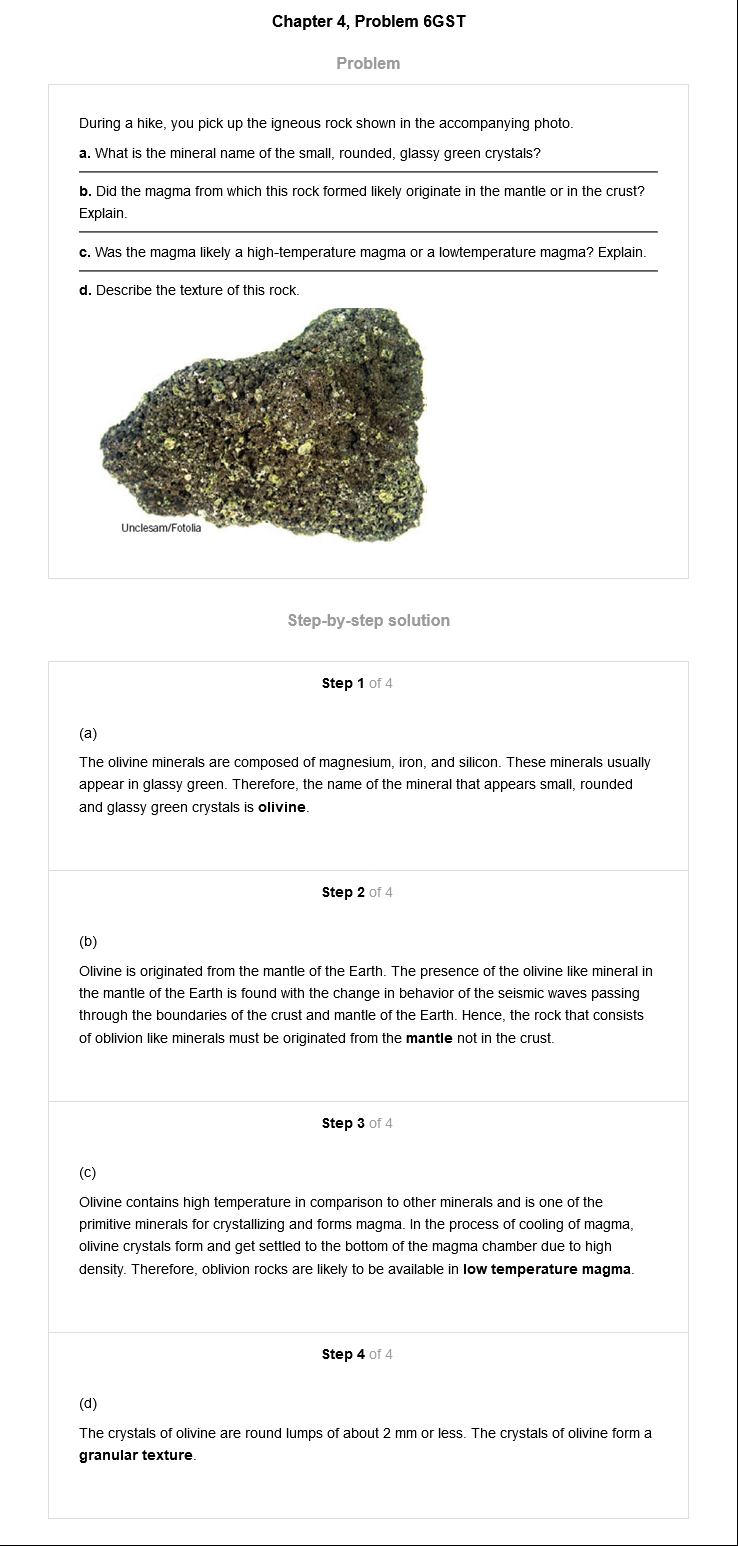 Chapter 4, Problem 6GST
Problem
During a hike, you pick up the igneous rock shown in the accompanying photo.
a. What is the mineral name of the small, rounded, glassy green crystals?
b. Did the magma from which this rock formed likely originate in the mantle or in the crust?
Explain.
c. Was the magma likely a high-temperature magma or a lowtemperature magma? Explain.
d. Describe the texture of this rock.
Unclesam/Fotolia
Step-by-step solution
Step 1 of 4
(a)
The olivine minerals are composed of magnesium, iron, and silicon. These minerals usually
appear in glassy green. Therefore, the name of the mineral that appears small, rounded
and glassy green crystals is olivine.
Step 2 of 4
(b)
Olivine is originated from the mantle of the Earth. The presence of the olivine like mineral in
the mantle of the Earth is found with the change in behavior of the seismic waves passing
through the boundaries of the crust and mantle of the Earth. Hence, the rock that consists
of oblivion like minerals must be originated from the mantle not in the crust.
Step 3 of 4
(c)
Olivine contains high temperature in comparison to other minerals and is one of the
primitive minerals for crystallizing and forms magma. In the process of cooling of magma,
olivine crystals form and get settled to the bottom of the magma chamber due to high
density. Therefore, oblivion rocks are likely to be available in low temperature magma.
Step 4 of 4
(d)
The crystals of olivine are round lumps of about 2 mm or less. The crystals of olivine form a
granular texture.